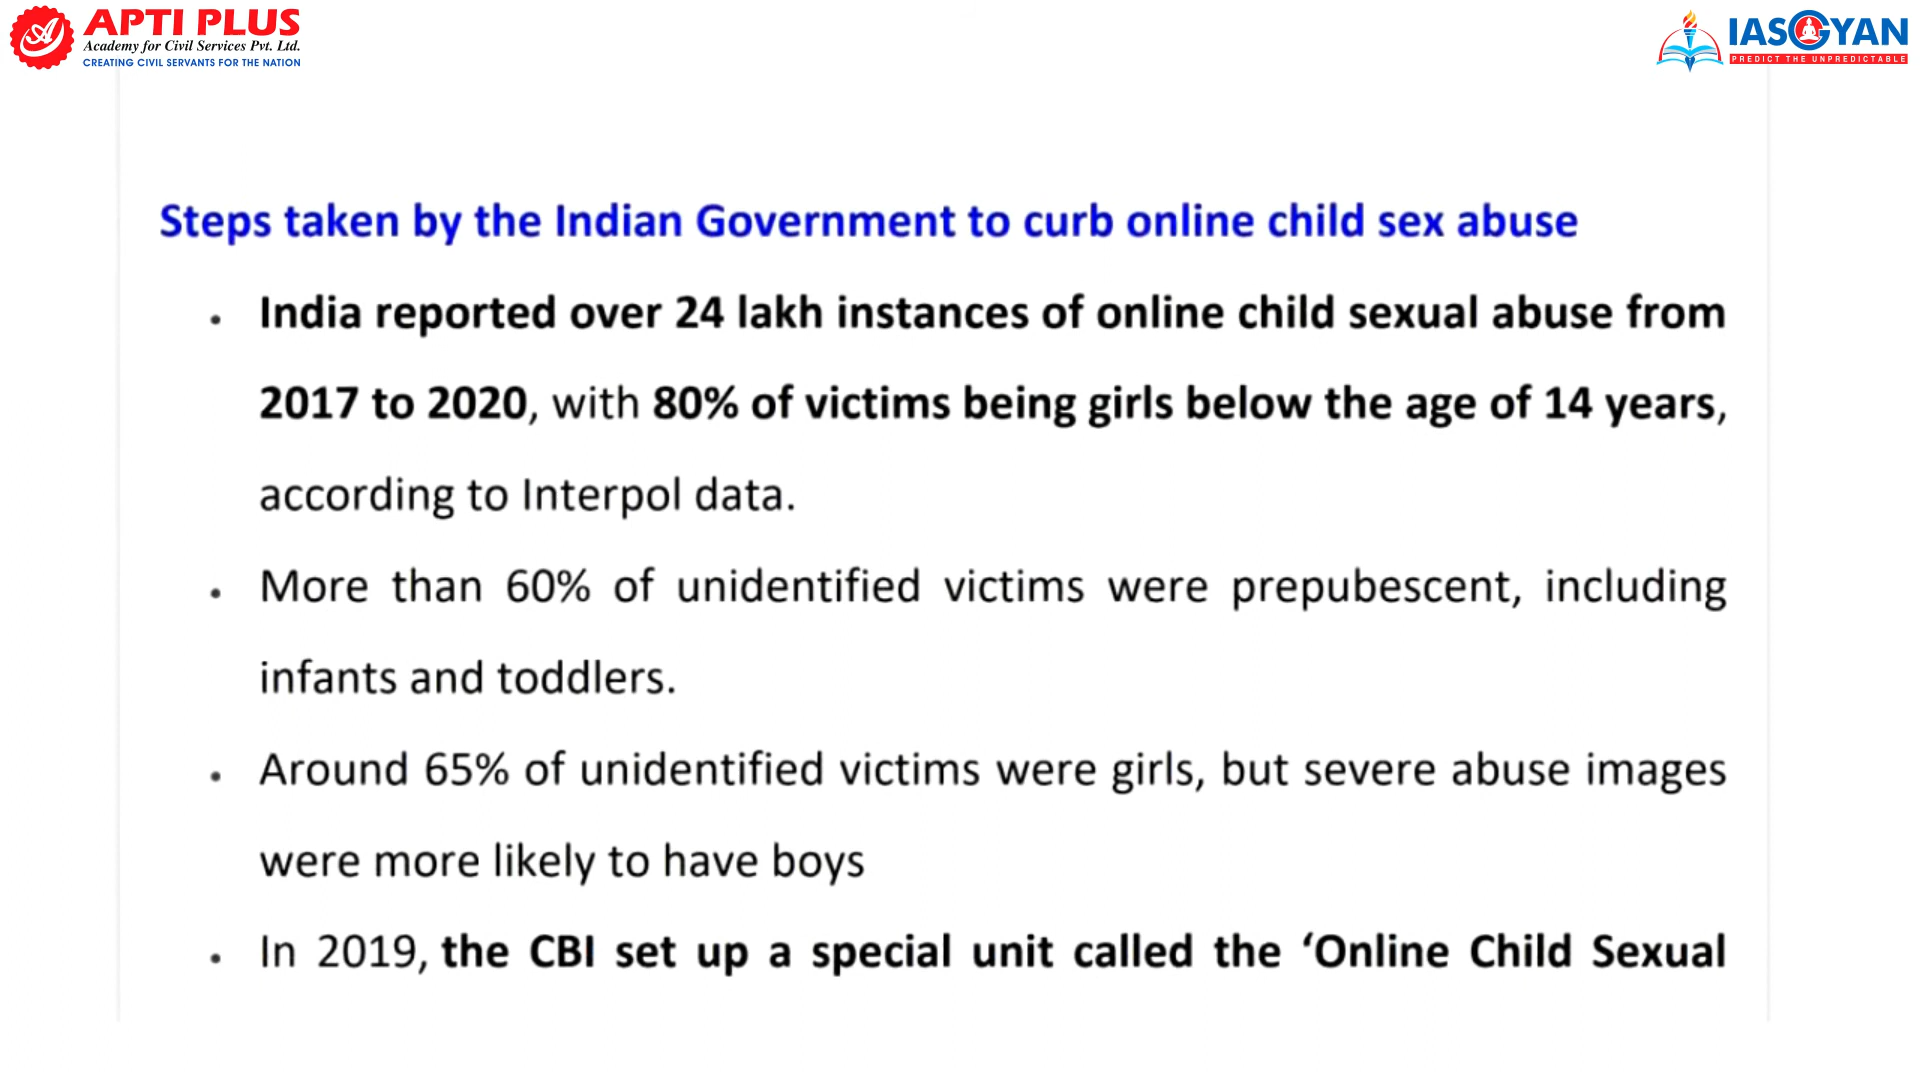 APTI PLUS
Academy for Civil Services Pvt. Ltd.
CREATING CIVIL SERVANTS FOR THE NATION
IASGYAN
PREDICT THE UNPREDICTABLE
Steps taken by the Indian Government to curb online child sex abuse
• India reported over 24 lakh instances of online child sexual abuse from
2017 to 2020, with 80% of victims being girls below the age of 14 years,
according to Interpol data.
• More than 60% of unidentified victims were prepubescent, including
infants and toddlers.
• Around 65% of unidentified victims were girls, but severe abuse images
were more likely to have boys
• In 2019, the CBI set up a special unit called the ‘Online Child Sexual